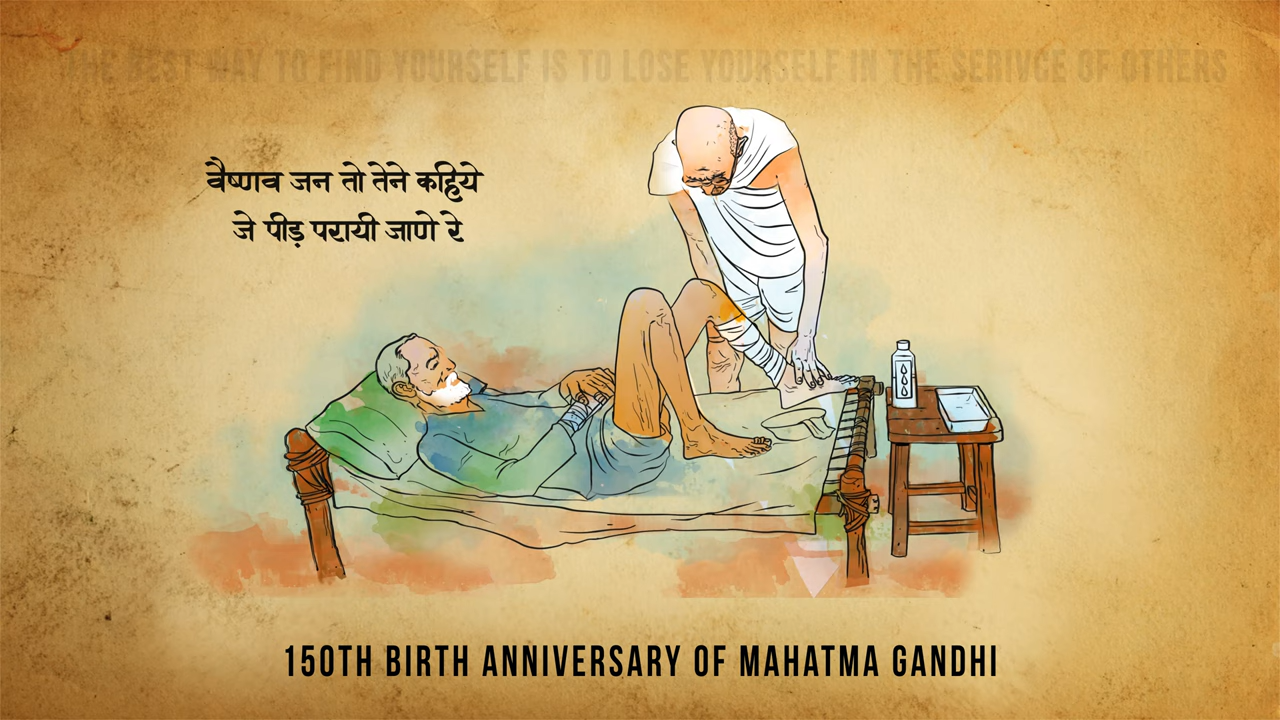 THE BEST WAY TO FIND YOURSELF IS TO LOSE YOURSELF IN THE SERIVCE OF OTHERS
वैष्णव जन तो तेने कहिये
जे पीड़ परायी जाणे रे
150TH BIRTH ANNIVERSARY OF MAHATMA GANDHI